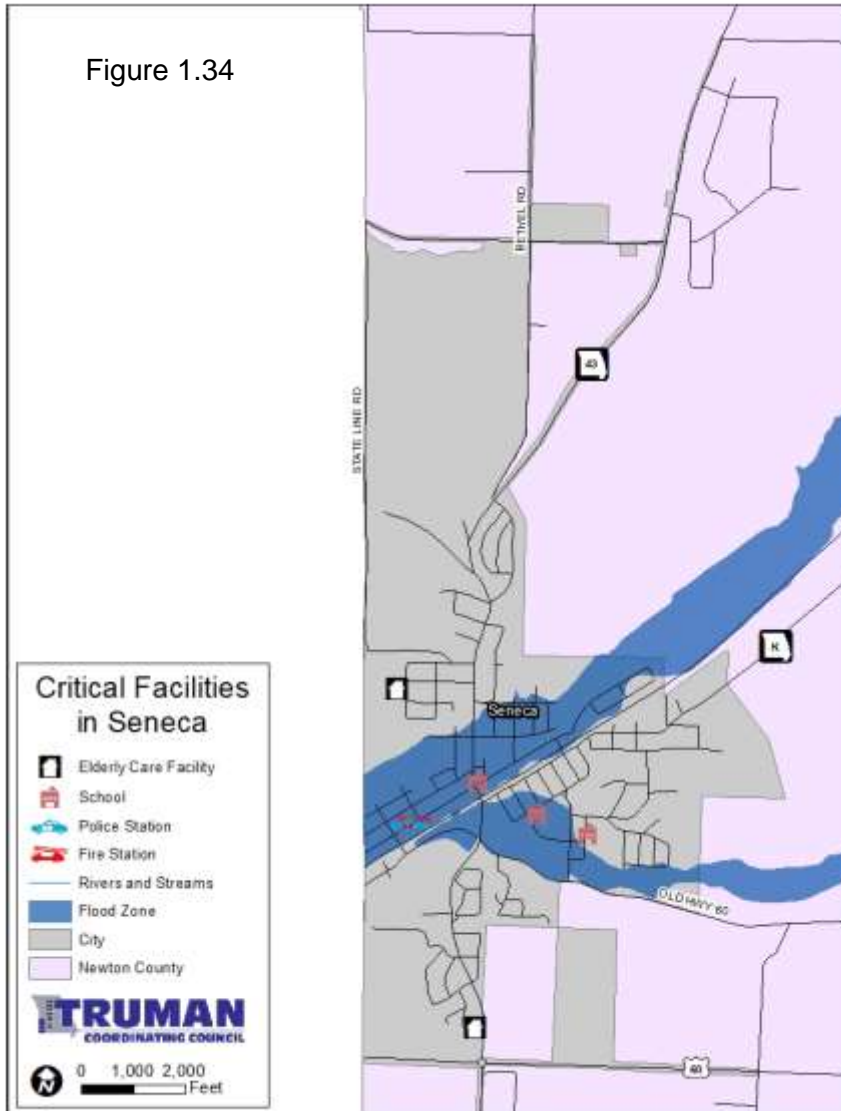 Figure 1.34
BETHEL RD
43
STATE LINE RD
K
Seneca
OLD HWY 60
60
Critical Facilities
in Seneca
Elderly Care Facility
School
Police Station
Fire Station
Rivers and Streams
Flood Zone
City
Newton County
TRUMAN
COORDINATING COUNCIL
N
0 1,000 2,000
Feet